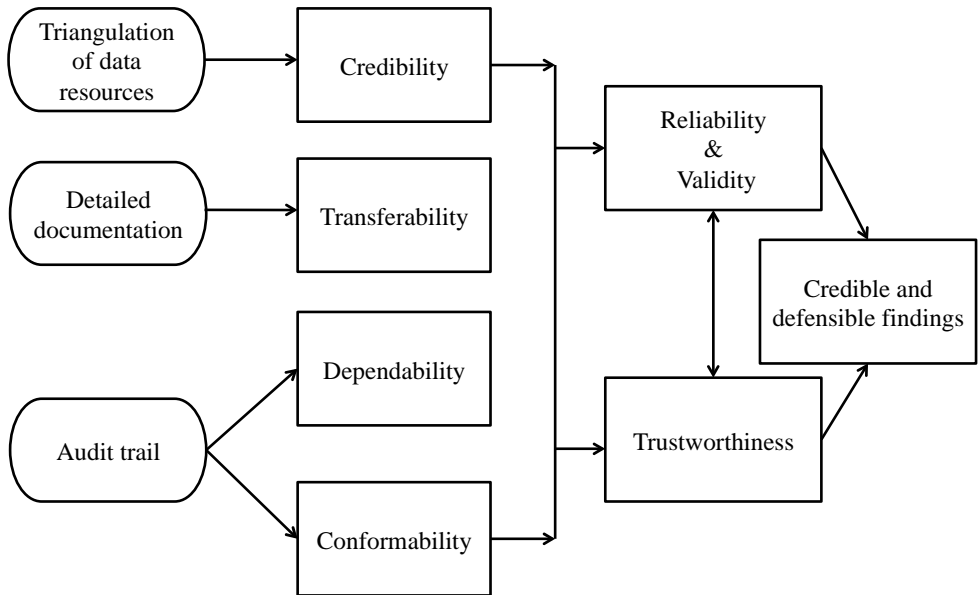 Triangulation
of data
resources
Credibility
Reliability
&
Validity
Detailed
documentation
Transferability
Credible and
defensible findings
Dependability
Audit trail
Trustworthiness
Conformability